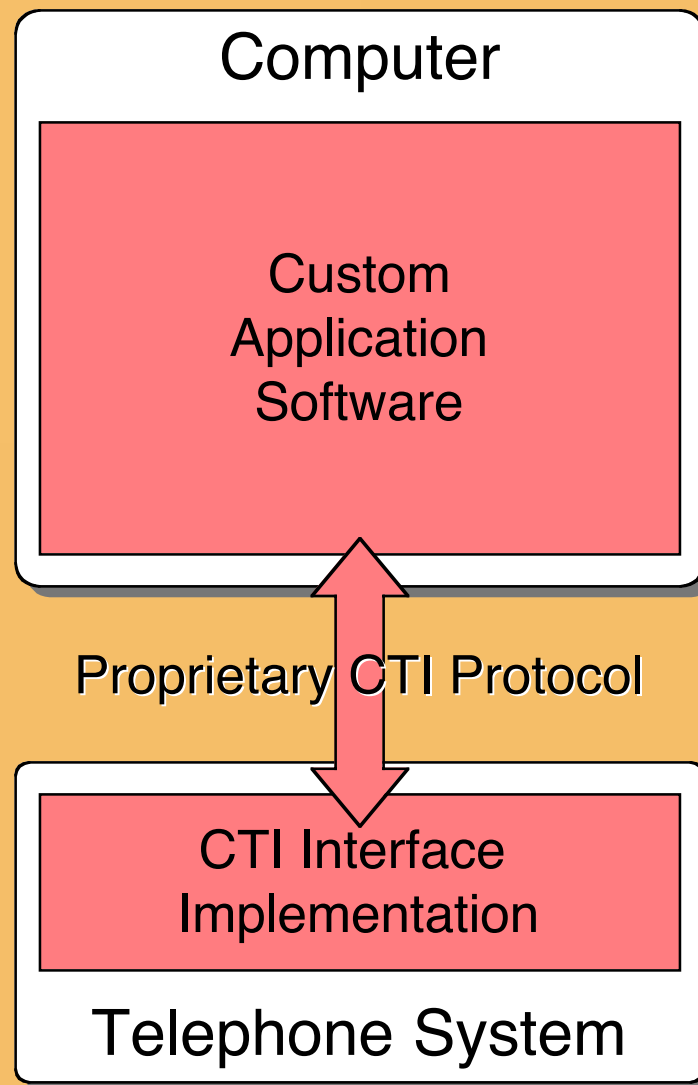 Computer
Custom
Application
Software
Proprietary CTI Protocol
CTI Interface
Implementation
Telephone System